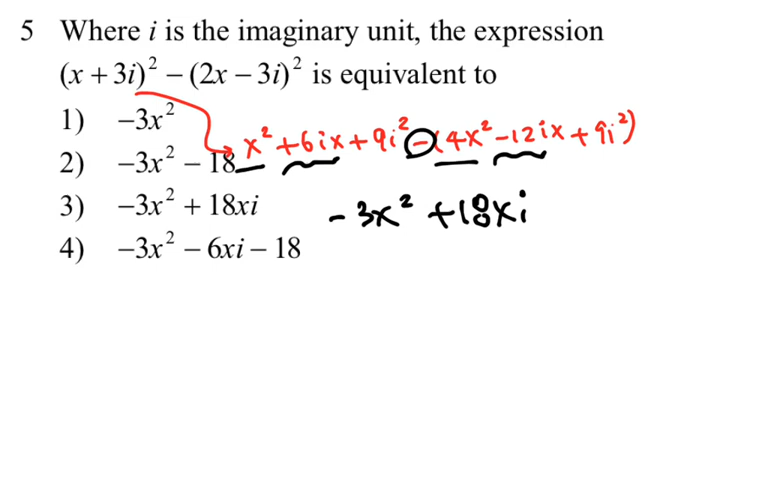 5 Where i is the imaginary unit, the expression
(x + 3i)² − (2x − 3i)² is equivalent to
1) −3x²
x² + 6ix + 9i² − (4x² − 12ix + 9i²)
2) −3x² − 18
3) −3x² + 18xi
−3x² + 18xi
4) −3x² − 6xi − 18